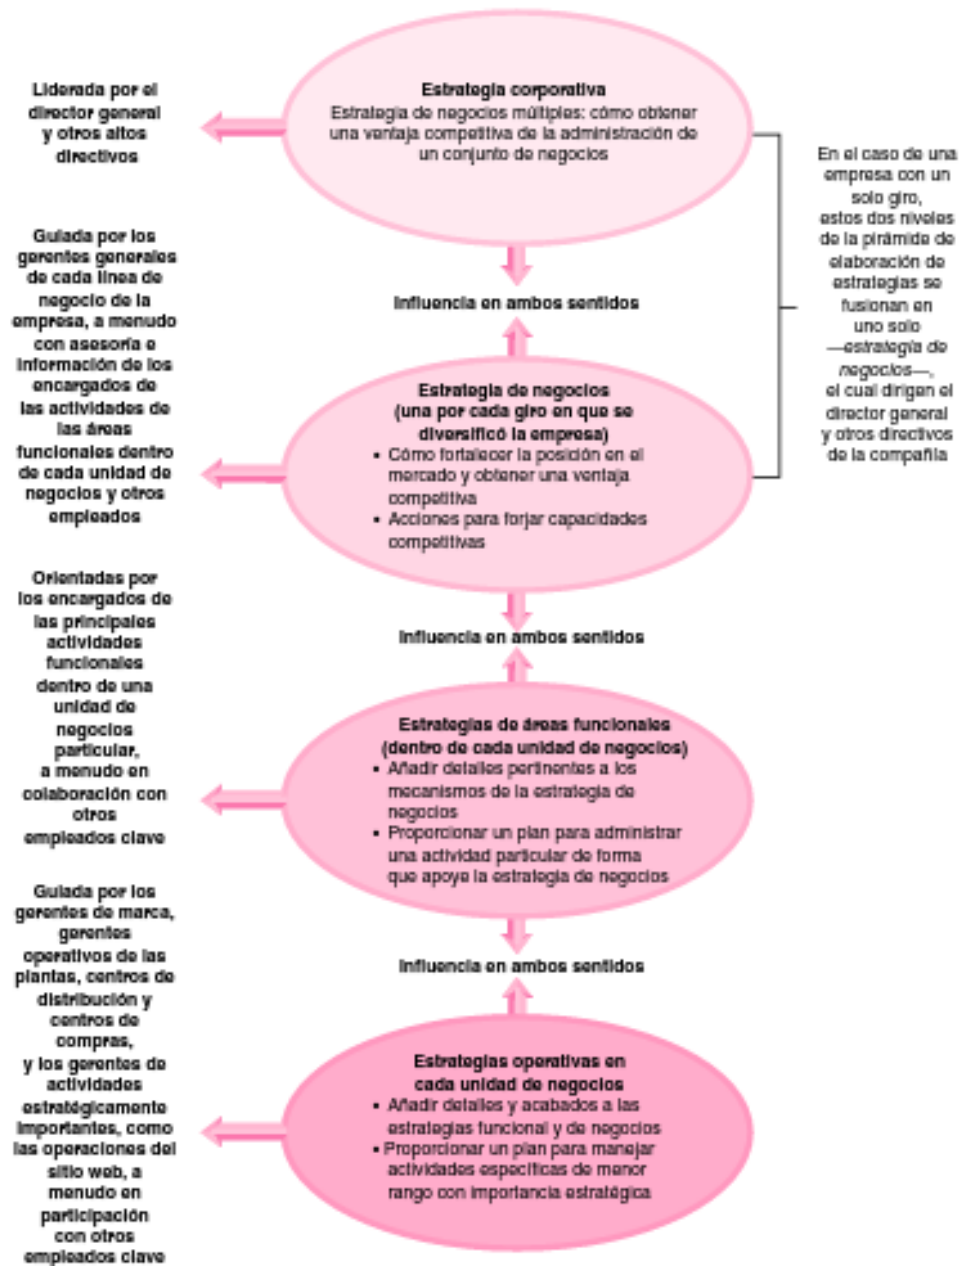 Estrategia corporativa
Estrategia de negocios múltiples: cómo obtener
una ventaja competitiva de la administración de
un conjunto de negocios
Liderada por el
director general
y otros altos
directivos
En el caso de una
empresa con un
solo giro,
estos dos niveles
de la pirámide de
elaboración de
estrategias se
fusionan en
uno solo
—estrategia de
negocios—,
el cual dirigen el
director general
y otros directivos
de la compañía
Influencia en ambos sentidos
Guiada por los
gerentes generales
de cada línea de
negocio de la
empresa, a menudo
con asesoría e
información de los
encargados de
las actividades de
las áreas
funcionales dentro
de cada unidad de
negocios y otros
empleados
Estrategia de negocios
(una por cada giro en que se
diversificó la empresa)
• Cómo fortalecer la posición en el
mercado y obtener una ventaja
competitiva
• Acciones para forjar capacidades
competitivas
Influencia en ambos sentidos
Orientadas por
los encargados de
las principales
actividades
funcionales
dentro de una
unidad de
negocios
particular,
a menudo en
colaboración con
otros
empleados clave
Estrategias de áreas funcionales
(dentro de cada unidad de negocios)
• Añadir detalles pertinentes a los
mecanismos de la estrategia de
negocios
• Proporcionar un plan para administrar
una actividad particular de forma
que apoye la estrategia de negocios
Influencia en ambos sentidos
Guiada por los
gerentes de marca,
gerentes
operativos de las
plantas, centros de
distribución y
centros de
compras,
y los gerentes de
actividades
estratégicamente
importantes, como
las operaciones del
sitio web, a
menudo en
participación
con otros
empleados clave
Estrategias operativas en
cada unidad de negocios
• Añadir detalles y acabados a las
estrategias funcional y de negocios
• Proporcionar un plan para manejar
actividades específicas de menor
rango con importancia estratégica